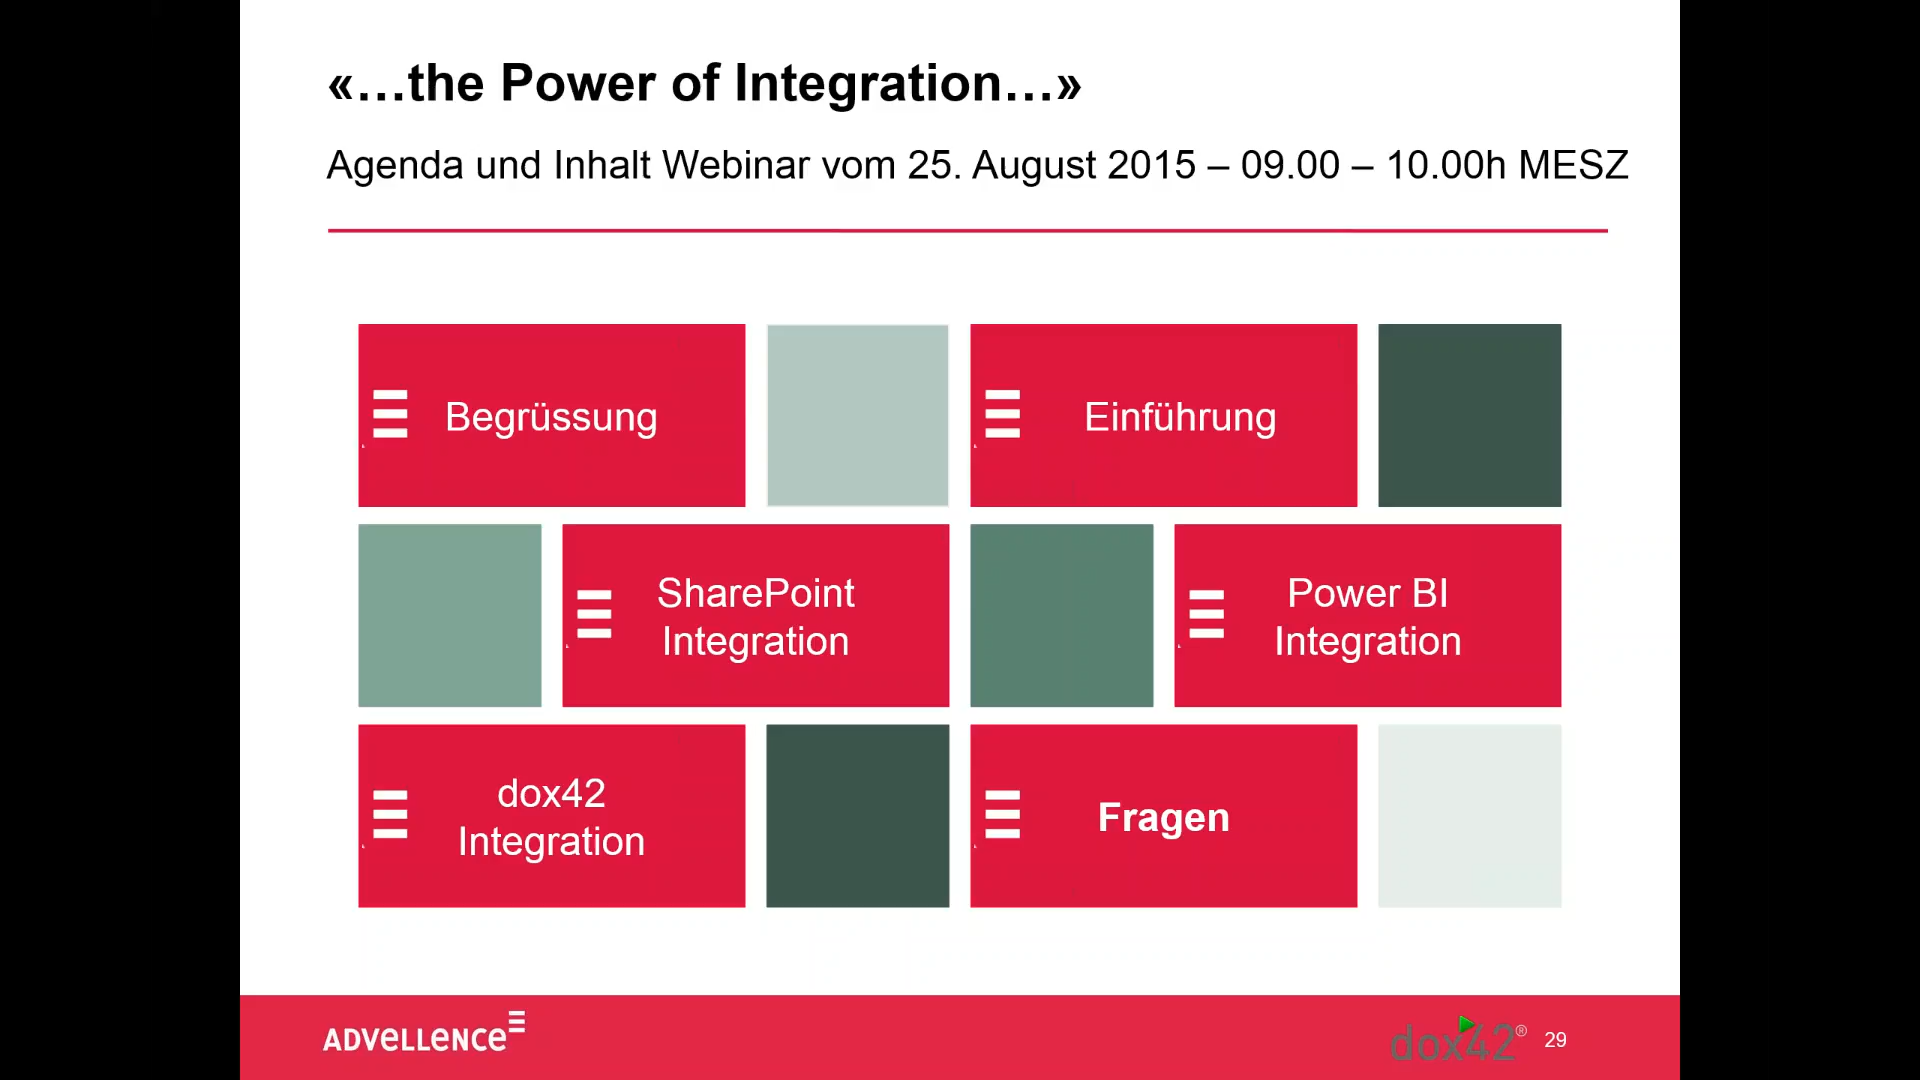 «…the Power of Integration…»
Agenda und Inhalt Webinar vom 25. August 2015 – 09.00 – 10.00h MESZ
Begrüssung
Einführung
SharePoint
Integration
Power BI
Integration
dox42
Integration
Fragen
ADVELLENCE
dox42®
29